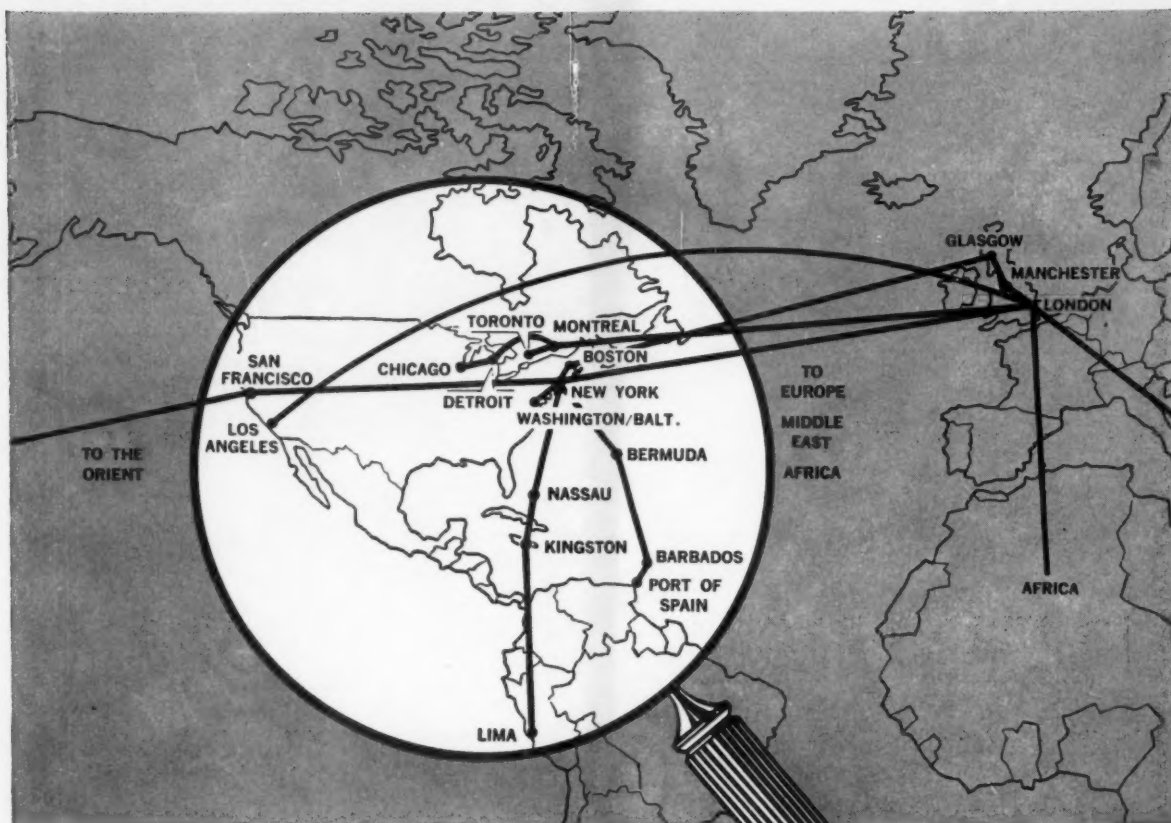 GLASGOW
MANCHESTER
LONDON
TORONTO
MONTREAL
BOSTON
CHICAGO
SAN
FRANCISCO
DETROIT
NEW YORK
WASHINGTON/BALT.
LOS
ANGELES
TO THE
ORIENT
TO
EUROPE
MIDDLE
EAST
AFRICA
BERMUDA
NASSAU
KINGSTON
BARBADOS
PORT OF
SPAIN
AFRICA
LIMA